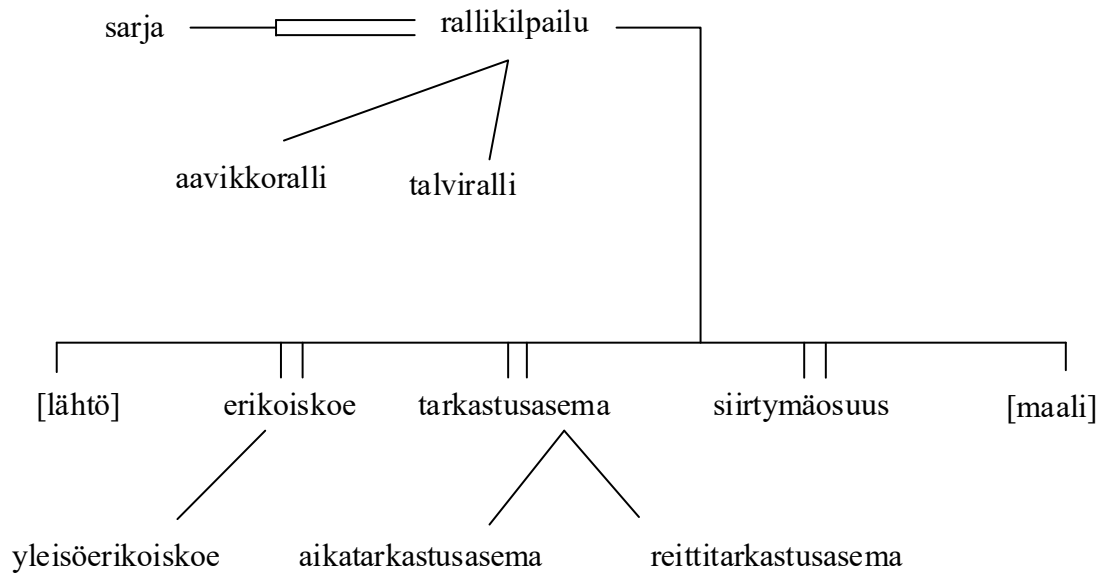 sarja
rallikilpailu
aavikkoralli
talviralli
[lähtö]
erikoiskoe
tarkastusasema
siirtymäosuus
[maali]
yleisöerikoiskoe
aikatarkastusasema
reittitarkastusasema